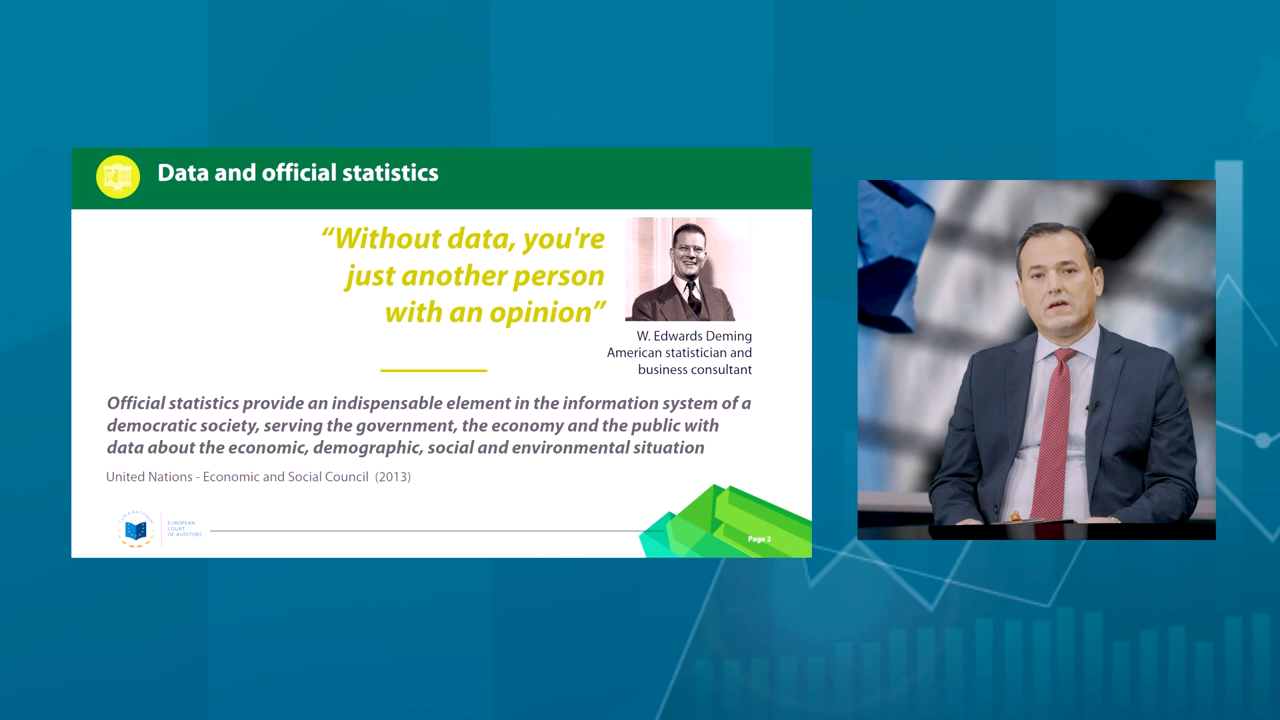 Data and official statistics
“Without data, you're
just another person
with an opinion”
W. Edwards Deming
American statistician and
business consultant
Official statistics provide an indispensable element in the information system of a
democratic society, serving the government, the economy and the public with
data about the economic, demographic, social and environmental situation
United Nations - Economic and Social Council (2013)
EUROPEAN
COURT
OF AUDITORS
Page 2